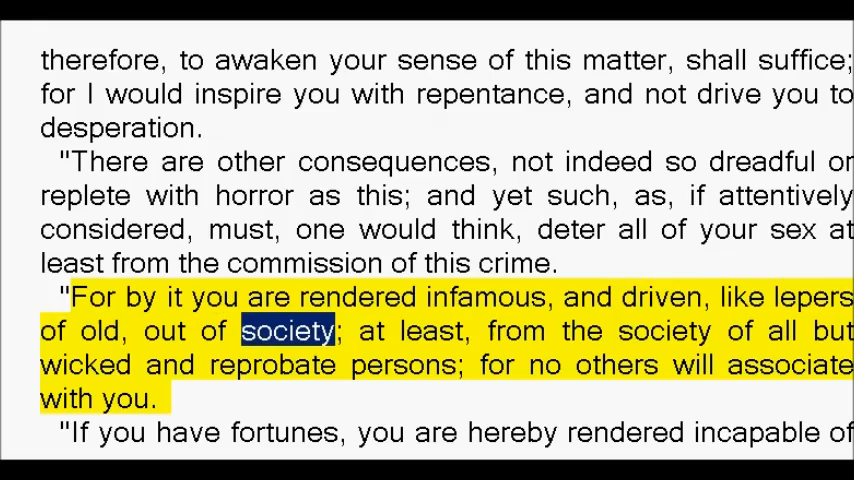 therefore, to awaken your sense of this matter, shall suffice;
for I would inspire you with repentance, and not drive you to
desperation.
"There are other consequences, not indeed so dreadful or
replete with horror as this; and yet such, as, if attentively
considered, must, one would think, deter all of your sex at
least from the commission of this crime.
"For by it you are rendered infamous, and driven, like lepers
of old, out of society; at least, from the society of all but
wicked and reprobate persons; for no others will associate
with you.
"If you have fortunes, you are hereby rendered incapable of